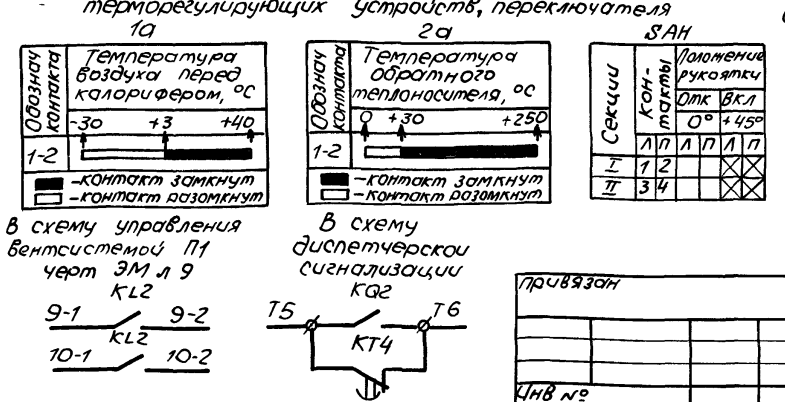 терморегулирующих устройств, переключателя
1а
Обознач контакта
Температура воздуха перед калорифером, °С
-30 +3 +40
1-2
-контакт замкнут
-контакт разомкнут
2а
Обознач контакта
Температура обратного теплоносителя, °С
0 +30 +250
1-2
-контакт замкнут
-контакт разомкнут
SAH
Секции
Контакты
Положение рукоятки
Отк Вкл
0° +45°
Л П Л П Л П
I 1 2
II 3 4
В схему управления
вентсистемой П1
черт ЭМ л 9
KL2
9-1 9-2
KL2
10-1 10-2
В схему
диспетчерской
сигнализации
KQ2
Т5 Т6
KT4
привязан
Инв №